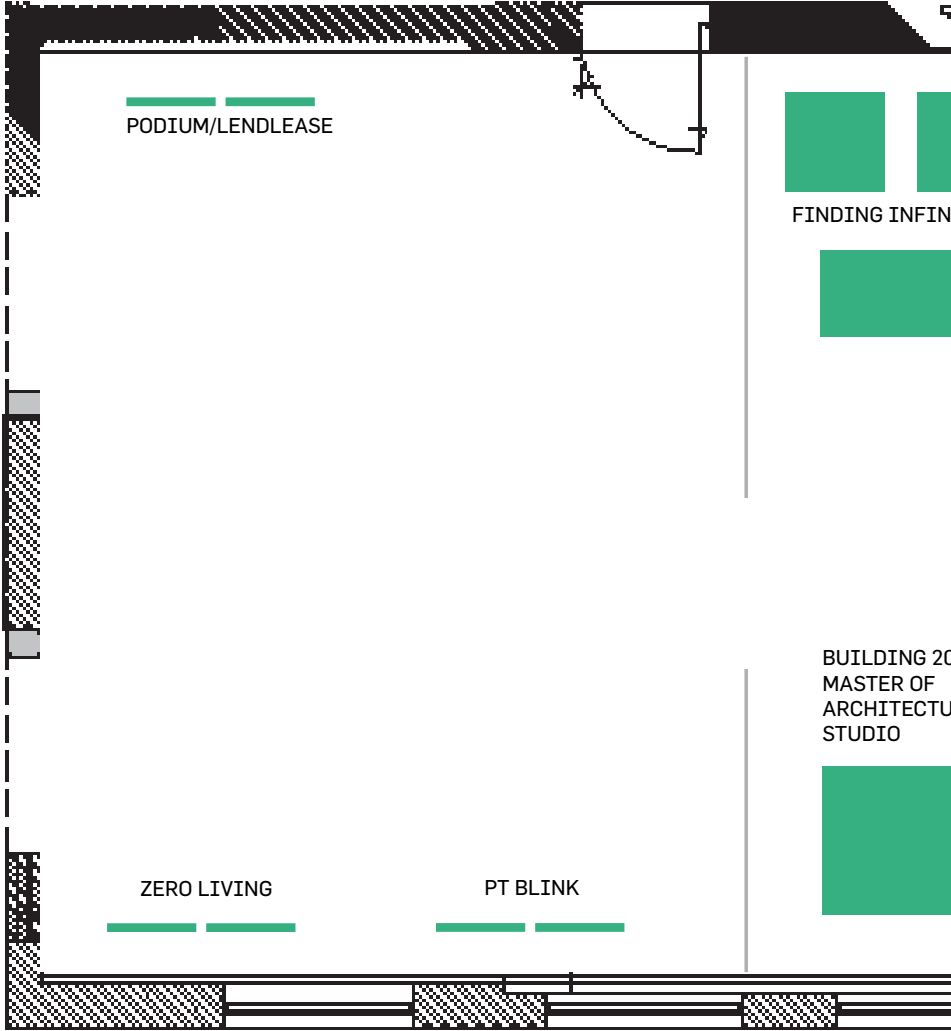 PODIUM/LENDLEASE
FINDING INFIN
BUILDING 20
MASTER OF
ARCHITECTU
STUDIO
ZERO LIVING
PT BLINK